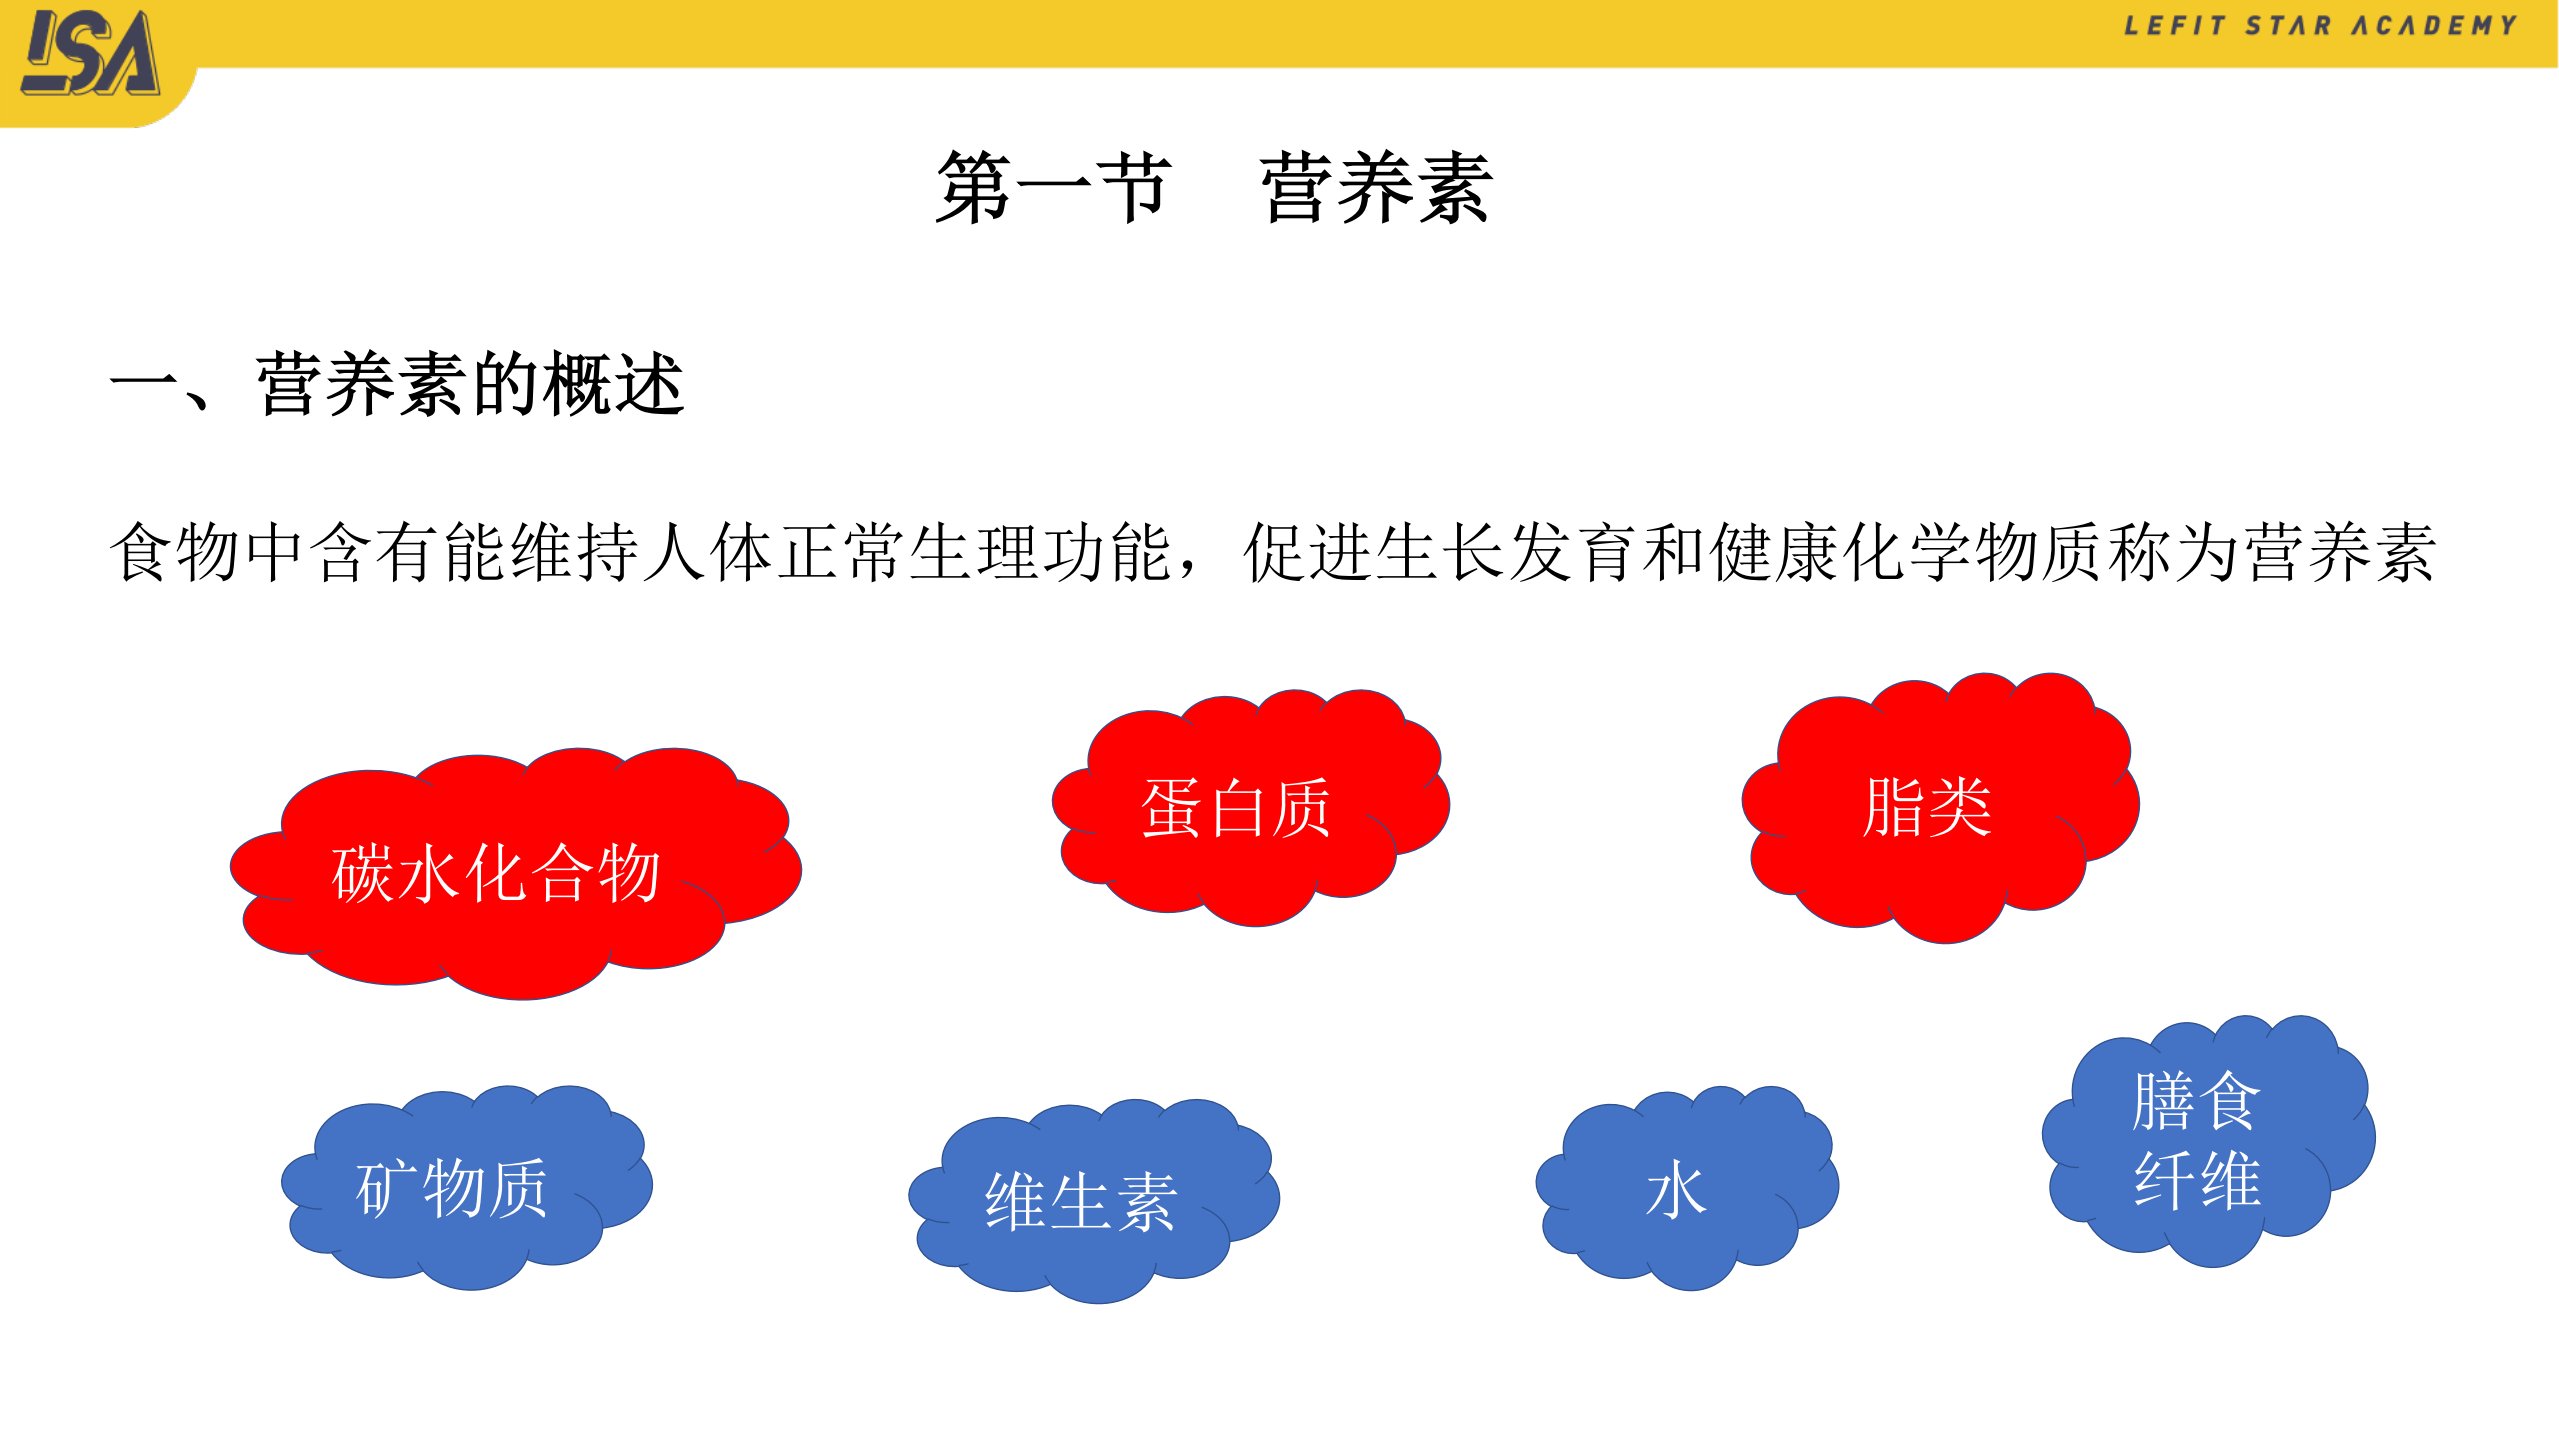 LSA
LEFIT STAR ACADEMY
第一节　营养素
一、营养素的概述
食物中含有能维持人体正常生理功能，促进生长发育和健康化学物质称为营养素
碳水化合物
蛋白质
脂类
矿物质
维生素
水
膳食
纤维